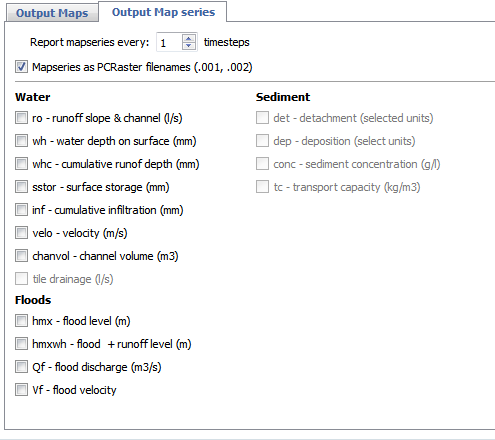 Output Maps
Output Map series
Report mapseries every: 1 timesteps
Mapseries as PCRaster filenames (.001, .002)
Water
ro - runoff slope & channel (l/s)
wh - water depth on surface (mm)
whc - cumulative runof depth (mm)
sstor - surface storage (mm)
inf - cumulative infiltration (mm)
velo - velocity (m/s)
chanvol - channel volume (m3)
tile drainage (l/s)
Floods
hmx - flood level (m)
hmxwh - flood + runoff level (m)
Qf - flood discharge (m3/s)
Vf - flood velocity
Sediment
det - detachment (selected units)
dep - deposition (select units)
conc - sediment concentration (g/l)
tc - transport capacity (kg/m3)